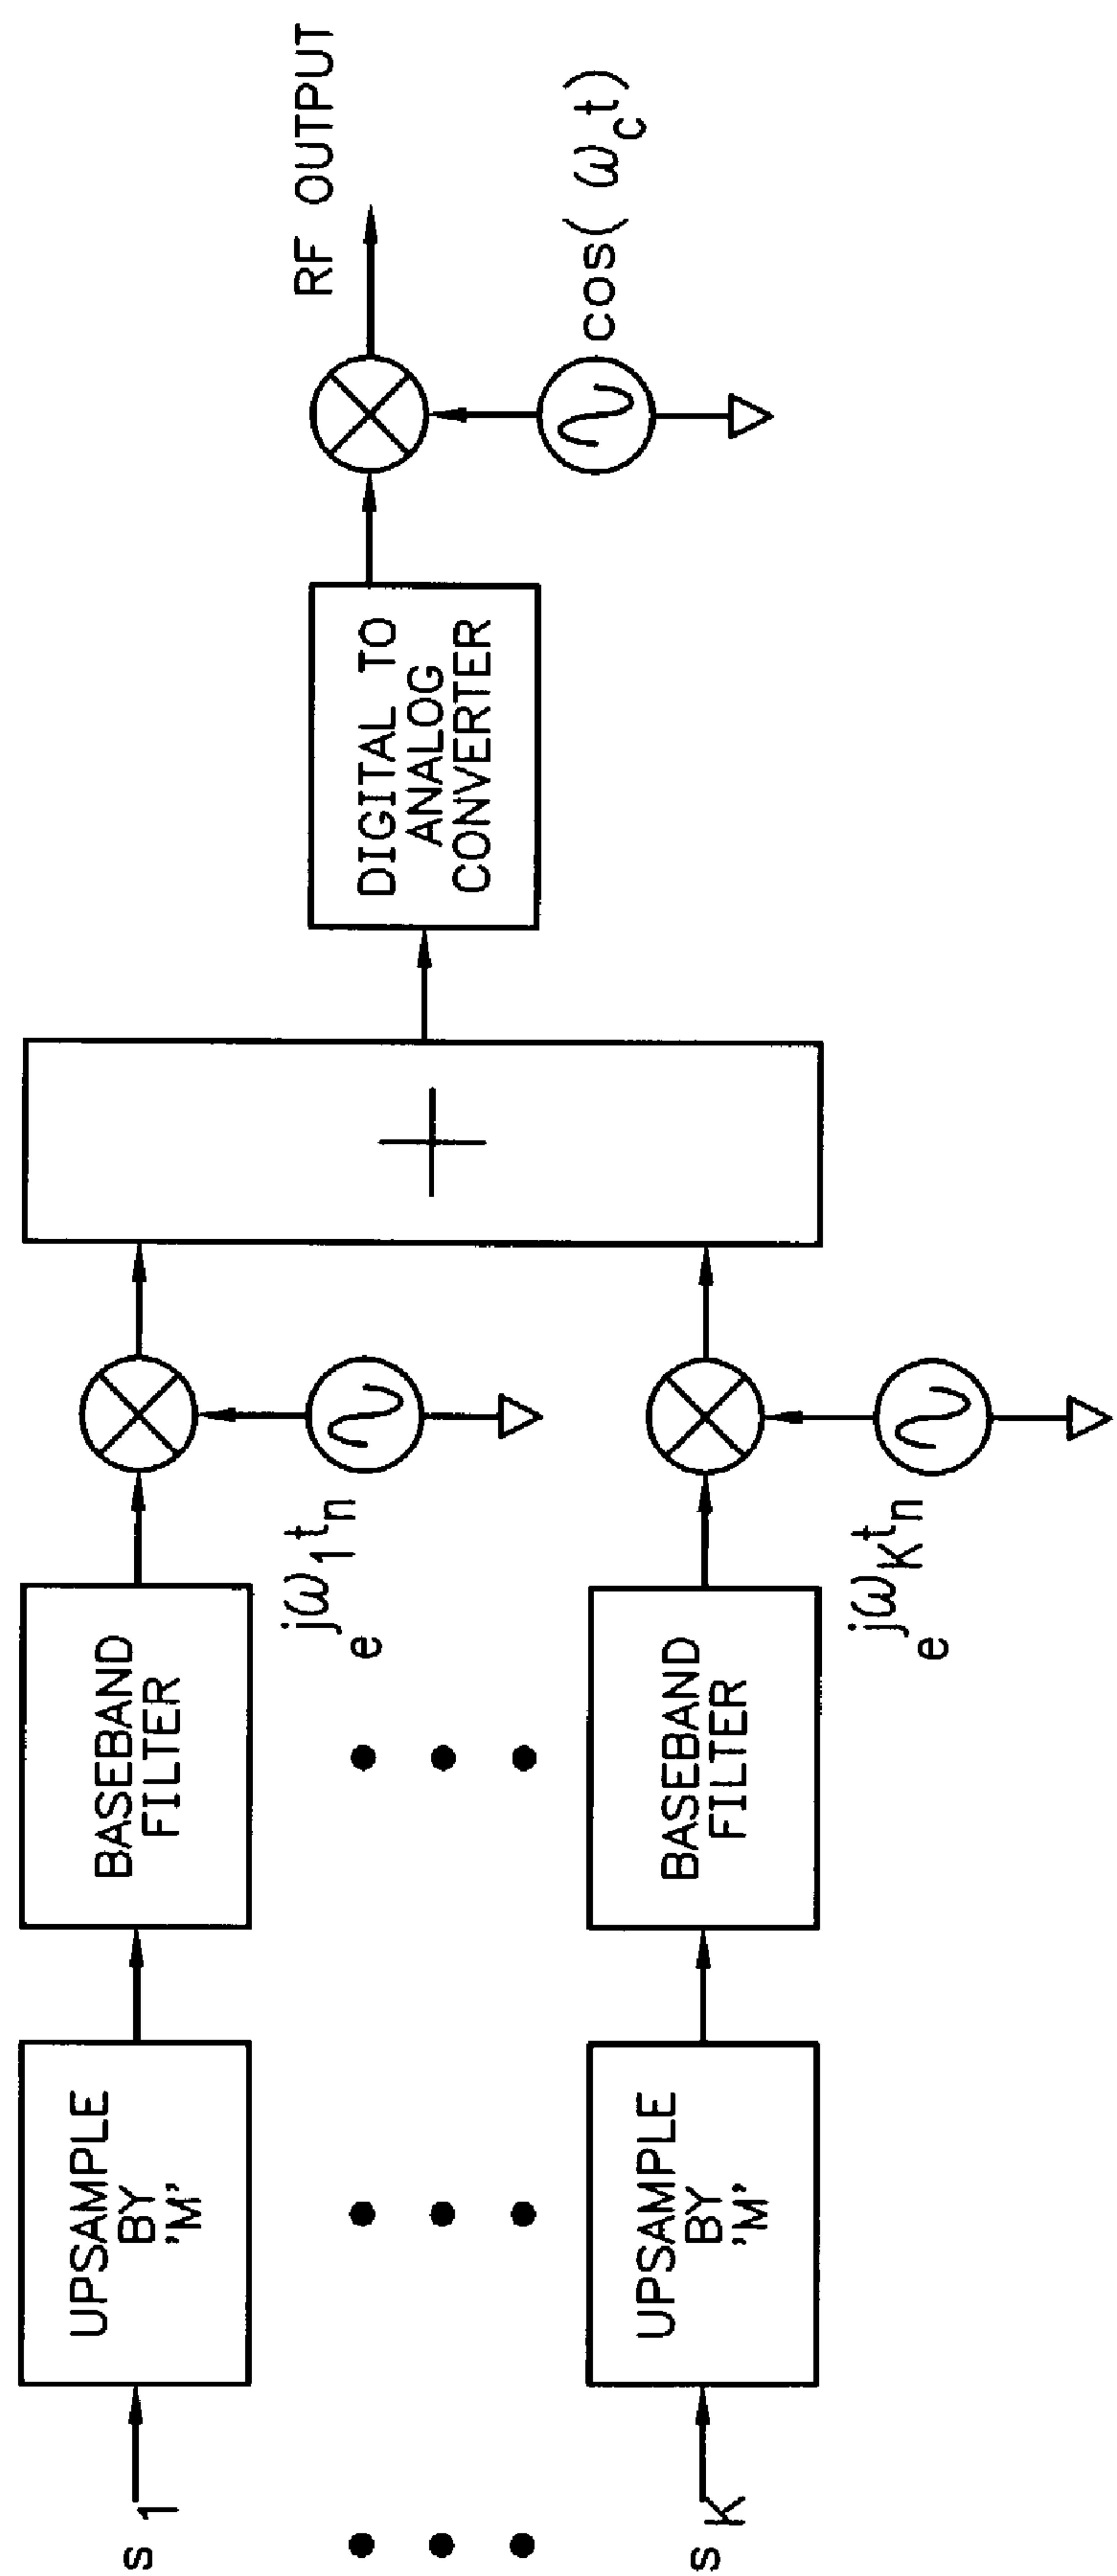 s1
UPSAMPLE
BY
'M'
BASEBAND
FILTER
e^jω1tn
sK
UPSAMPLE
BY
'M'
BASEBAND
FILTER
e^jωKtn
+
DIGITAL TO
ANALOG
CONVERTER
RF OUTPUT
cos( ωct)